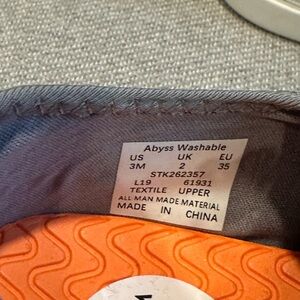 Abyss Washable
US UK EU
3M 2 35
STK262357
L19 61931
TEXTILE UPPER
ALL MAN MADE MATERIAL
MADE IN CHINA